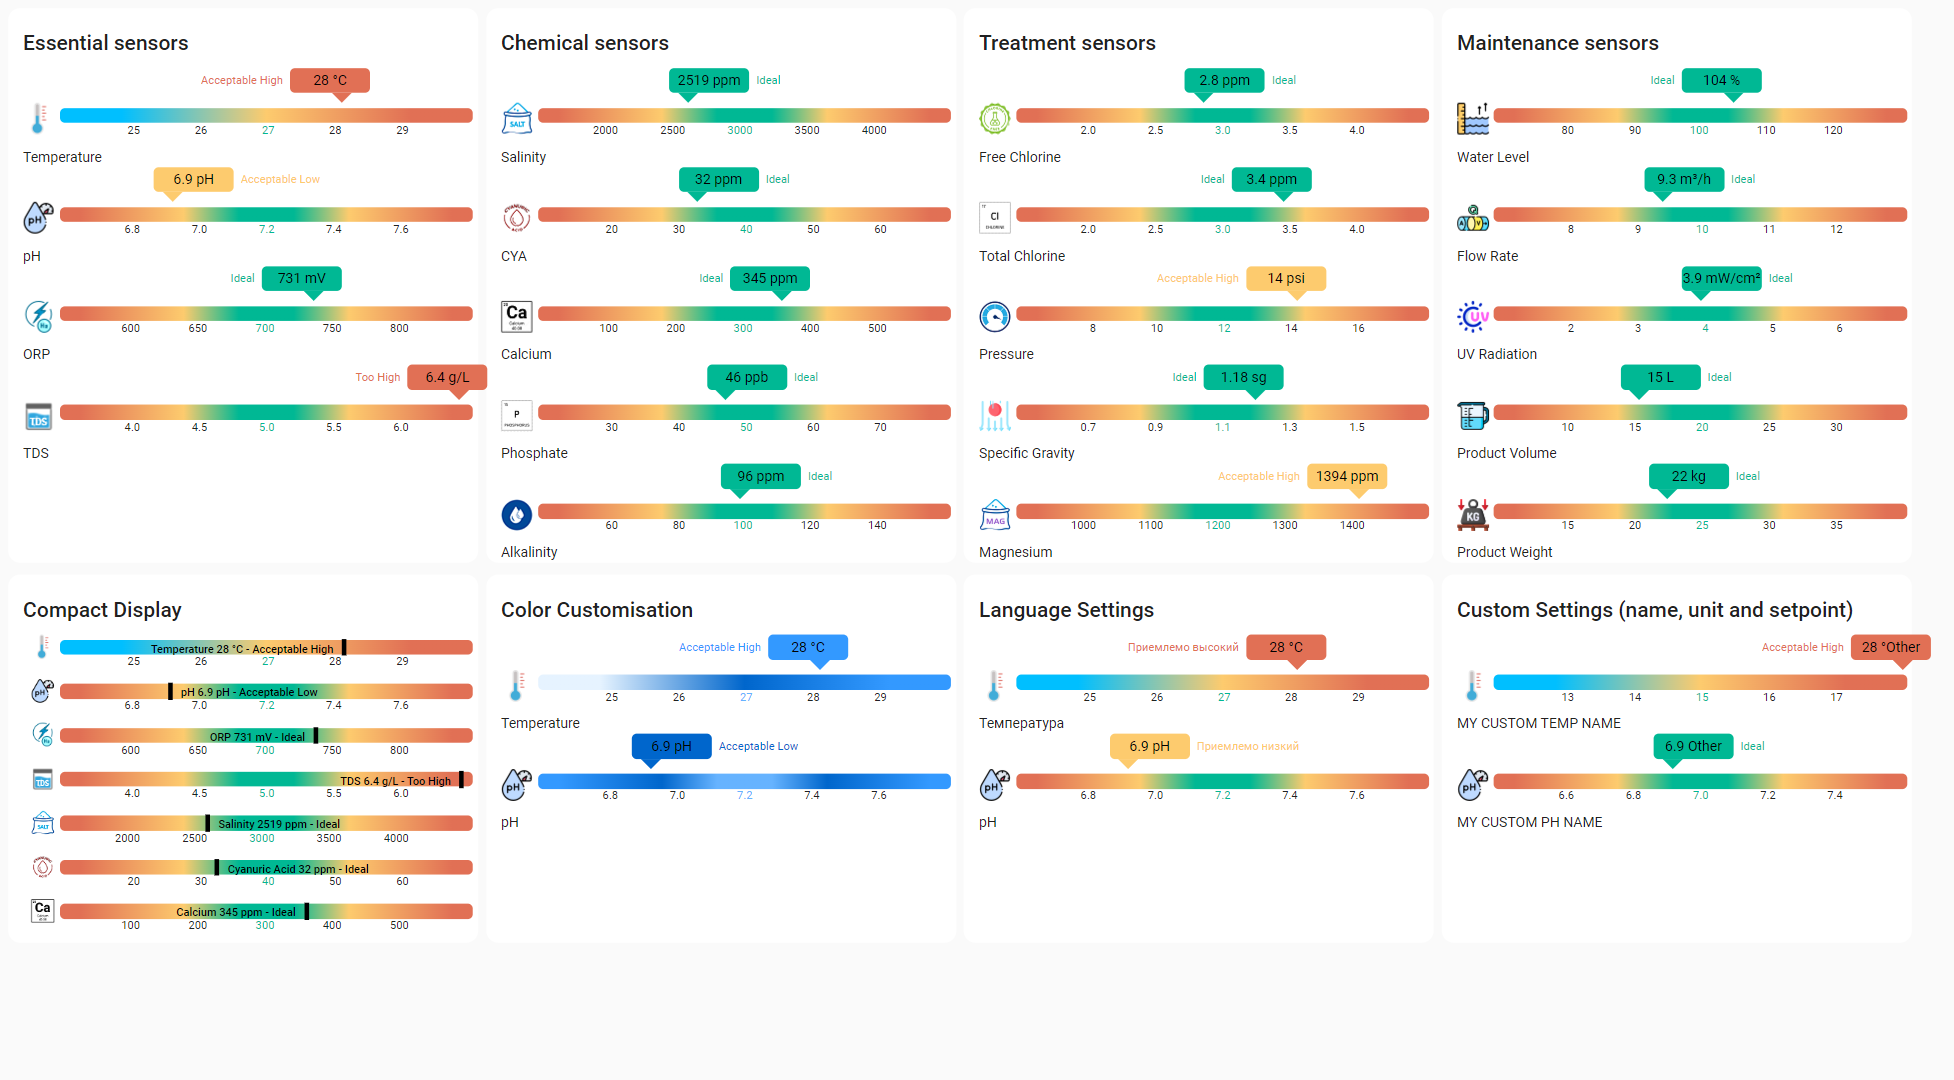 Essential sensors
Acceptable High 28 °C
25 26 27 28 29
Temperature
6.9 pH Acceptable Low
pH
6.8 7.0 7.2 7.4 7.6
pH
Ideal 731 mV
600 650 700 750 800
ORP
Too High 6.4 g/L
TDS
4.0 4.5 5.0 5.5 6.0
TDS
Chemical sensors
2519 ppm Ideal
SALT
2000 2500 3000 3500 4000
Salinity
32 ppm Ideal
CYANURIC
ACID
20 30 40 50 60
CYA
Ideal 345 ppm
Ca
Calcium
100 200 300 400 500
Calcium
46 ppb Ideal
P
PHOSPHORUS
30 40 50 60 70
Phosphate
96 ppm Ideal
60 80 100 120 140
Alkalinity
Treatment sensors
2.8 ppm Ideal
2.0 2.5 3.0 3.5 4.0
Free Chlorine
Ideal 3.4 ppm
17
Cl
CHLORINE
2.0 2.5 3.0 3.5 4.0
Total Chlorine
Acceptable High 14 psi
8 10 12 14 16
Pressure
Ideal 1.18 sg
0.7 0.9 1.1 1.3 1.5
Specific Gravity
Acceptable High 1394 ppm
MAG
1000 1100 1200 1300 1400
Magnesium
Maintenance sensors
Ideal 104 %
80 90 100 110 120
Water Level
9.3 m³/h Ideal
8 9 10 11 12
Flow Rate
3.9 mW/cm² Ideal
UV
2 3 4 5 6
UV Radiation
15 L Ideal
10 15 20 25 30
Product Volume
22 kg Ideal
KG
15 20 25 30 35
Product Weight
Compact Display
Temperature 28 °C - Acceptable High
25 26 27 28 29
pH
pH 6.9 pH - Acceptable Low
6.8 7.0 7.2 7.4 7.6
ORP 731 mV - Ideal
600 650 700 750 800
TDS
TDS 6.4 g/L - Too High
4.0 4.5 5.0 5.5 6.0
SALT
Salinity 2519 ppm - Ideal
2000 2500 3000 3500 4000
Cyanuric Acid 32 ppm - Ideal
20 30 40 50 60
Ca
Calcium 345 ppm - Ideal
100 200 300 400 500
Color Customisation
Acceptable High 28 °C
25 26 27 28 29
Temperature
6.9 pH Acceptable Low
pH
6.8 7.0 7.2 7.4 7.6
pH
Language Settings
Приемлемо высокий 28 °C
25 26 27 28 29
Температура
6.9 pH Приемлемо низкий
pH
6.8 7.0 7.2 7.4 7.6
pH
Custom Settings (name, unit and setpoint)
Acceptable High 28 °Other
13 14 15 16 17
MY CUSTOM TEMP NAME
6.9 Other Ideal
pH
6.6 6.8 7.0 7.2 7.4
MY CUSTOM PH NAME